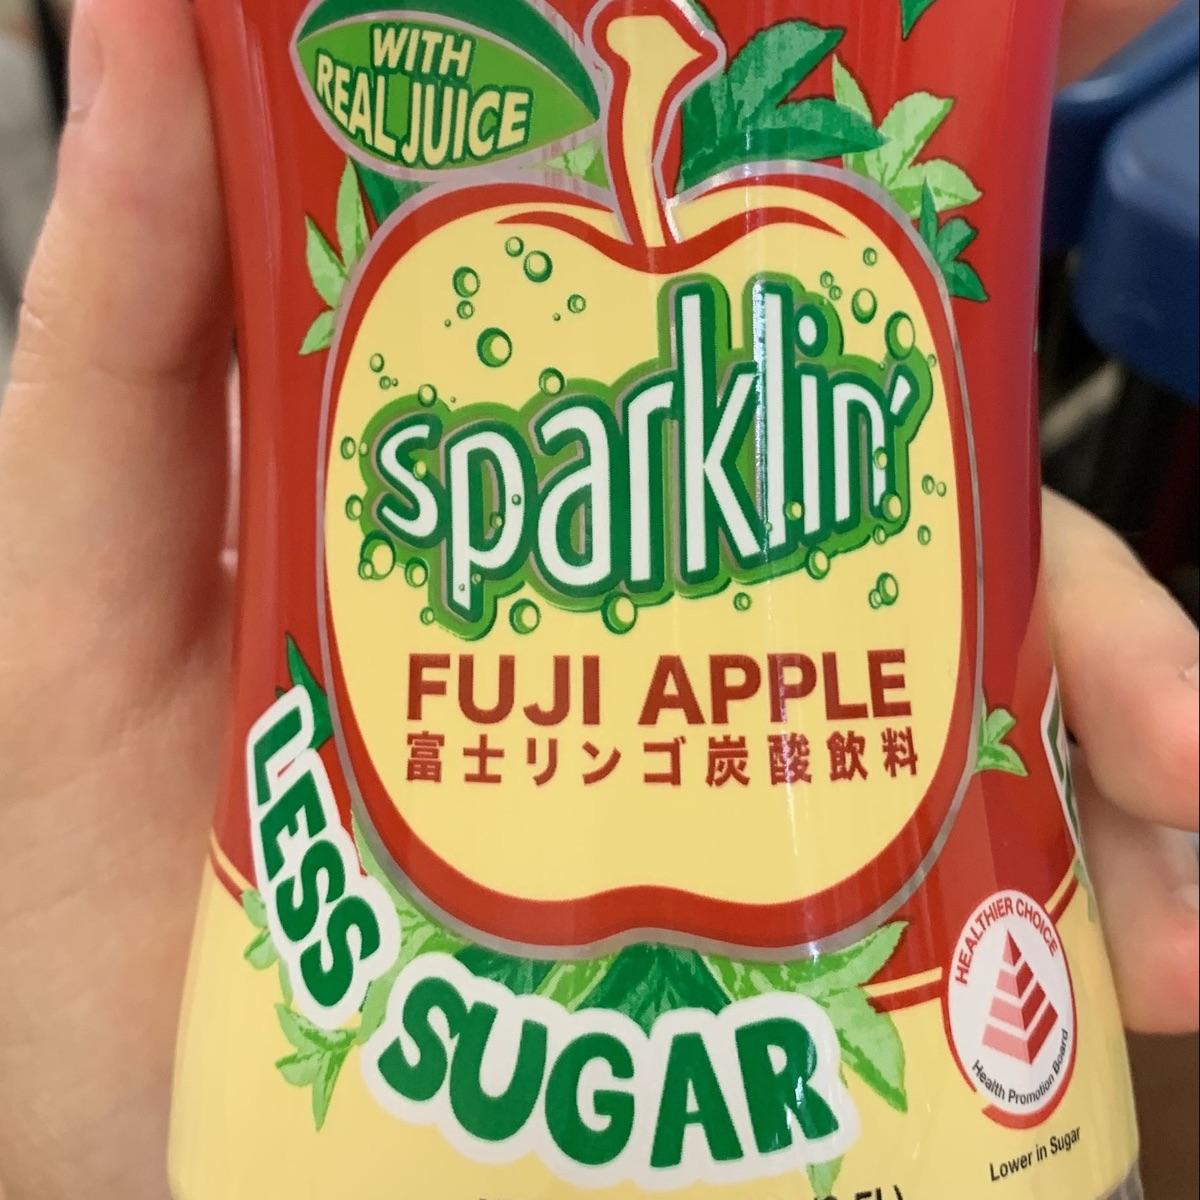 WITH
REAL JUICE
sparklin'
FUJI APPLE
富士リンゴ炭酸飲料
LESS
SUGAR
HEALTHIER CHOICE
Health Promotion Board
Lower in Sugar